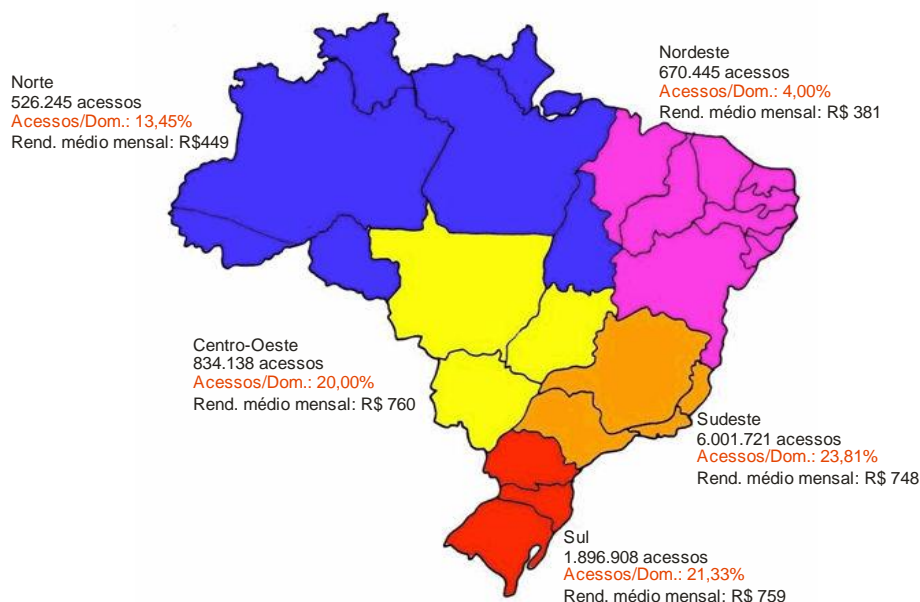 Norte
526.245 acessos
Acessos/Dom.: 13,45%
Rend. médio mensal: R$449
Nordeste
670.445 acessos
Acessos/Dom.: 4,00%
Rend. médio mensal: R$ 381
Centro-Oeste
834.138 acessos
Acessos/Dom.: 20,00%
Rend. médio mensal: R$ 760
Sudeste
6.001.721 acessos
Acessos/Dom.: 23,81%
Rend. médio mensal: R$ 748
Sul
1.896.908 acessos
Acessos/Dom.: 21,33%
Rend. médio mensal: R$ 759